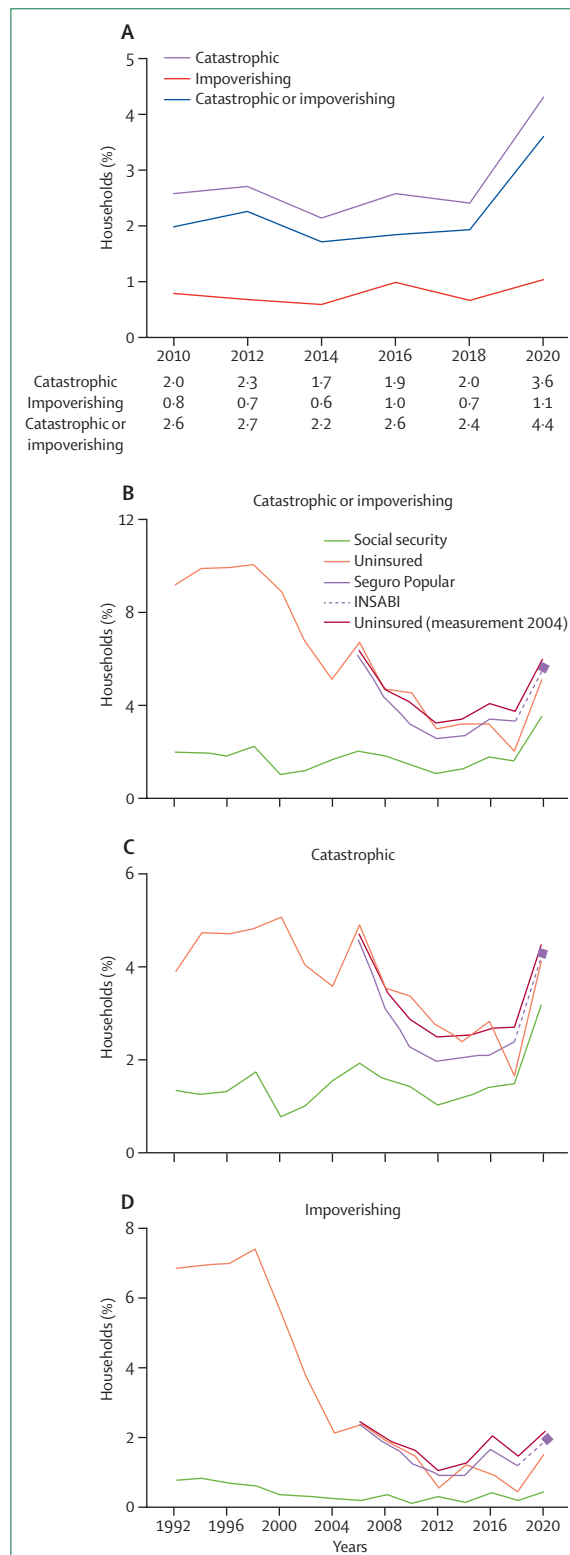 A
Catastrophic
Impoverishing
Catastrophic or impoverishing
5
4
3
2
1
0
Households (%)
2010 2012 2014 2016 2018 2020
Catastrophic 2·0 2·3 1·7 1·9 2·0 3·6
Impoverishing 0·8 0·7 0·6 1·0 0·7 1·1
Catastrophic or 2·6 2·7 2·2 2·6 2·4 4·4
impoverishing
B
Catastrophic or impoverishing
12
8
4
0
Households (%)
Social security
Uninsured
Seguro Popular
INSABI
Uninsured (measurement 2004)
C
Catastrophic
6
4
2
0
Households (%)
D
Impoverishing
8
6
4
2
0
Households (%)
1992 1996 2000 2004 2008 2012 2016 2020
Years